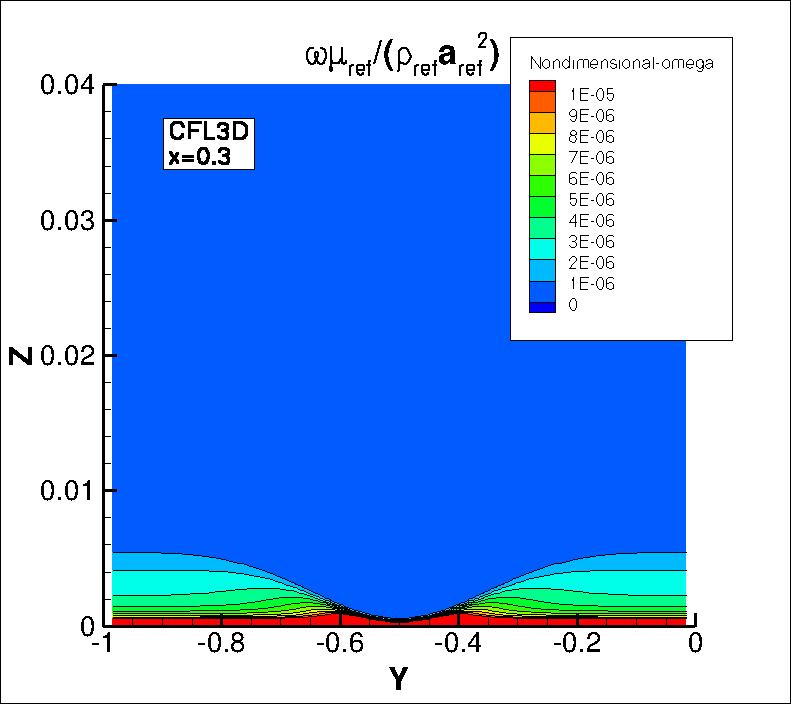 ωμref/(ρrefaref2)
Nondimensional-omega
1E-05
9E-06
8E-06
7E-06
6E-06
5E-06
4E-06
3E-06
2E-06
1E-06
0
CFL3D
x=0.3
0.04
0.03
0.02
0.01
0
Z
-1
-0.8
-0.6
-0.4
-0.2
0
Y